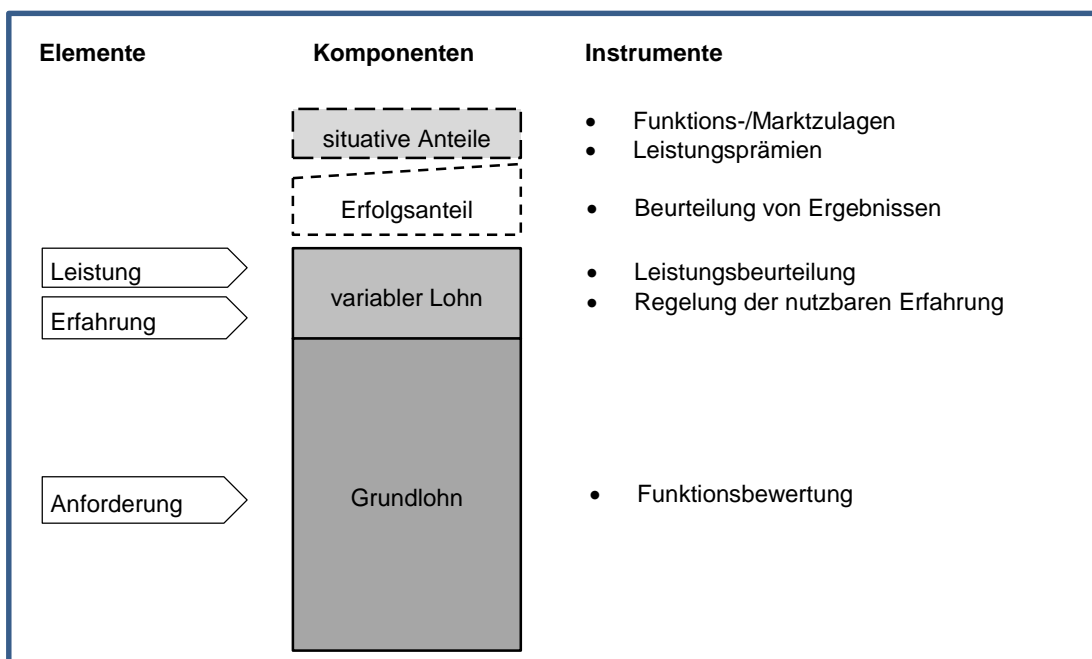 Elemente Komponenten Instrumente
situative Anteile
• Funktions-/Marktzulagen
• Leistungsprämien
Erfolgsanteil
• Beurteilung von Ergebnissen
Leistung
Erfahrung
variabler Lohn
• Leistungsbeurteilung
• Regelung der nutzbaren Erfahrung
Anforderung
Grundlohn
• Funktionsbewertung